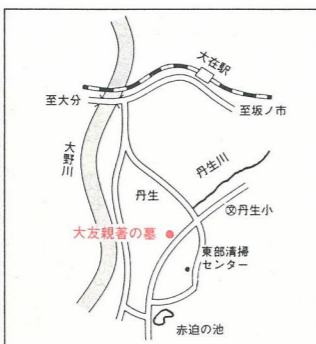 大在駅
至大分
至坂ノ市
大野川
丹生川
丹生
文丹生小
大友親著の墓
東部清掃
センター
赤迫の池